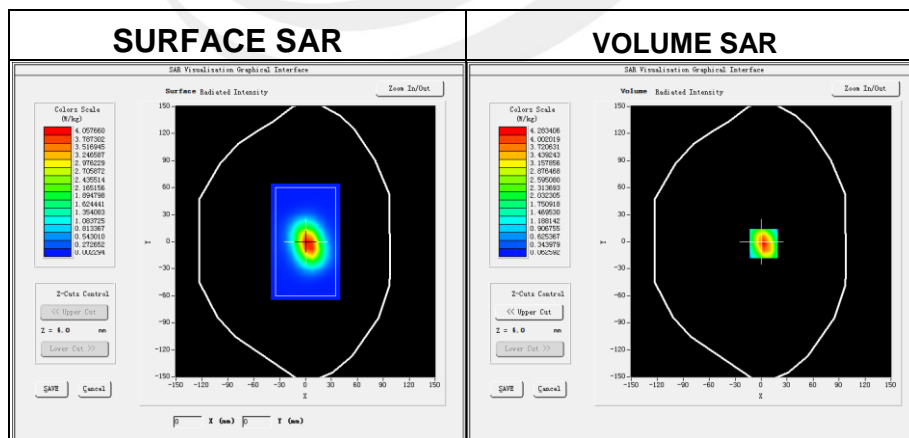 SURFACE SAR
VOLUME SAR
SAR Visualisation Graphical Interface
Surface Radiated Intensity
Zoom In/Out
Colors Scale
(W/kg)
4.057660
3.787302
3.516945
3.246587
2.976229
2.705872
2.435514
2.165156
1.894798
1.624441
1.354083
1.083725
0.813367
0.543010
0.272652
0.002294
150
120
90
60
30
0
-30
-60
-90
-120
-150
Y
-150 -120 -90 -60 -30 0 30 60 90 120 150
X
Z-Cuts Control
<< Upper Cut
Z = 4.0 mm
Lower Cut >>
SAVE
Cancel
0 X (mm) 0 Y (mm)
SAR Visualisation Graphical Interface
Volume Radiated Intensity
Zoom In/Out
Colors Scale
(W/kg)
4.283406
4.002019
3.720631
3.439243
3.157856
2.876468
2.595080
2.313693
2.032305
1.750918
1.469530
1.188142
0.906755
0.625367
0.343979
0.062592
150
120
90
60
30
0
-30
-60
-90
-120
-150
Y
-150 -120 -90 -60 -30 0 30 60 90 120 150
X
Z-Cuts Control
<< Upper Cut
Z = 4.0 mm
Lower Cut >>
SAVE
Cancel